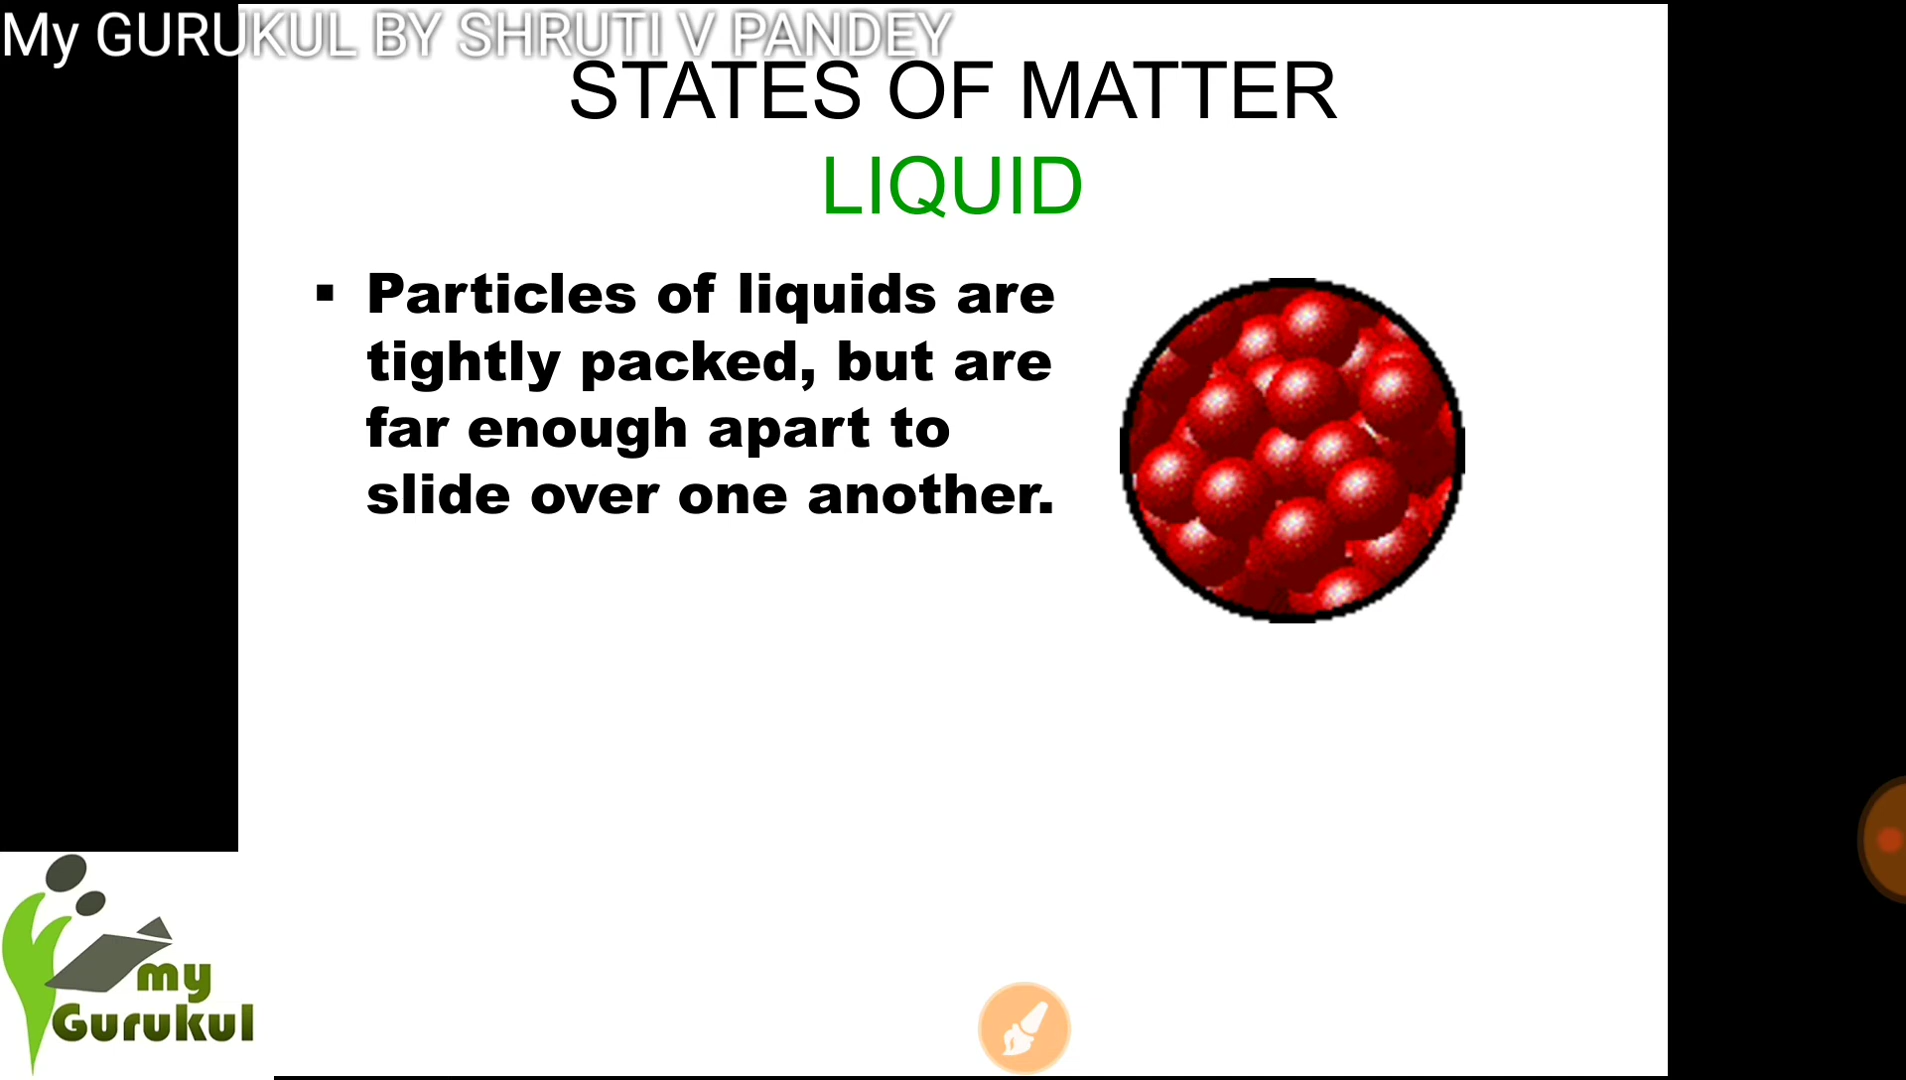 My GURUKUL BY SHRUTI V PANDEY
STATES OF MATTER
LIQUID
▪ Particles of liquids are
tightly packed, but are
far enough apart to
slide over one another.
my
Gurukul